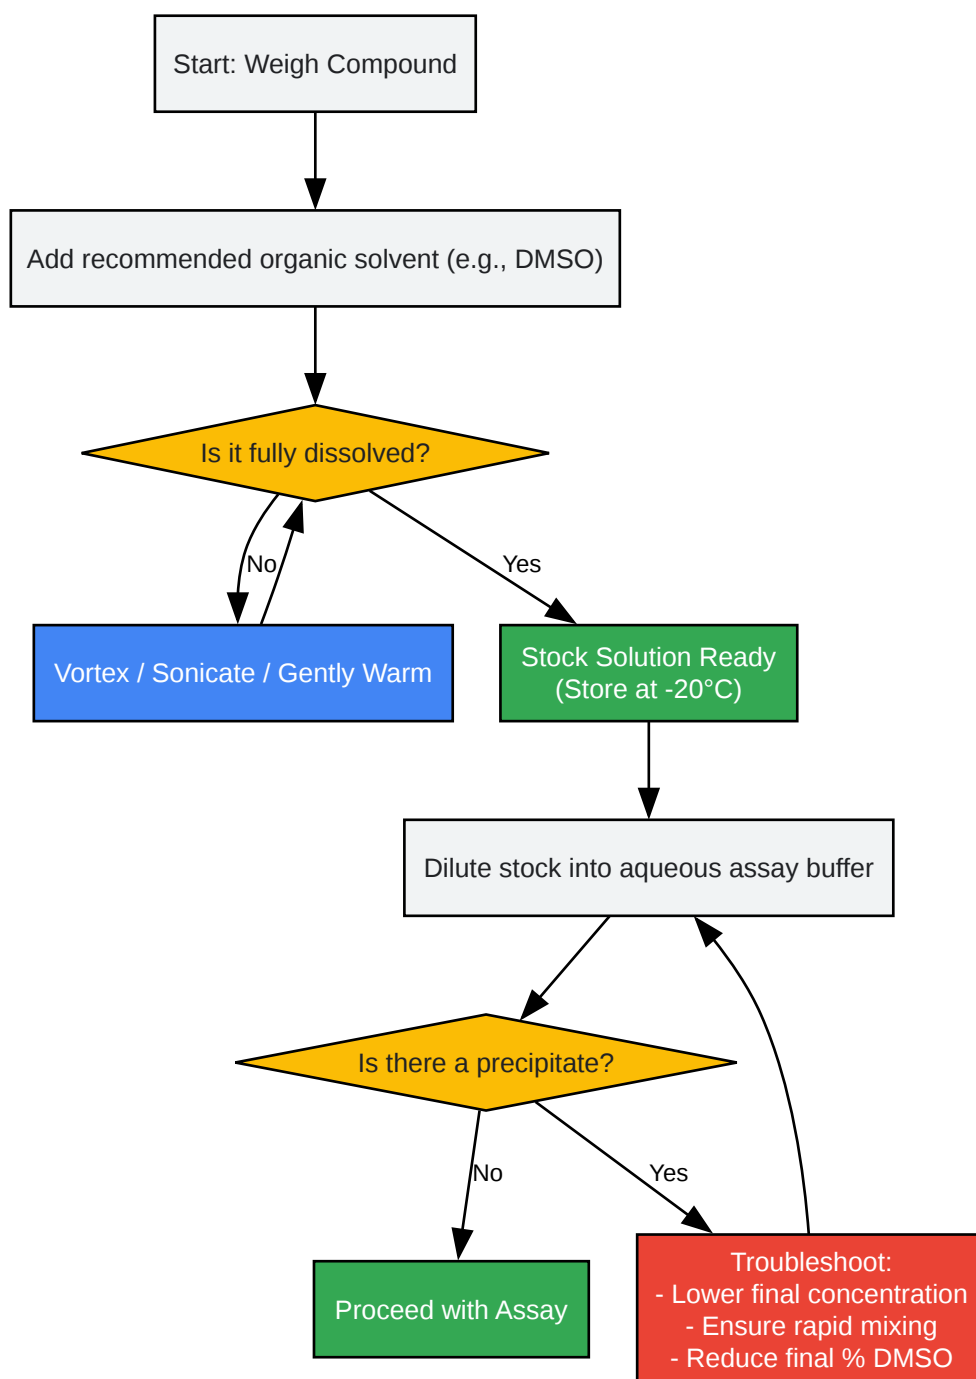 Start: Weigh Compound
Add recommended organic solvent (e.g., DMSO)
Is it fully dissolved?
No
Yes
Vortex / Sonicate / Gently Warm
Stock Solution Ready
(Store at -20°C)
Dilute stock into aqueous assay buffer
Is there a precipitate?
No
Yes
Proceed with Assay
Troubleshoot:
- Lower final concentration
- Ensure rapid mixing
- Reduce final % DMSO